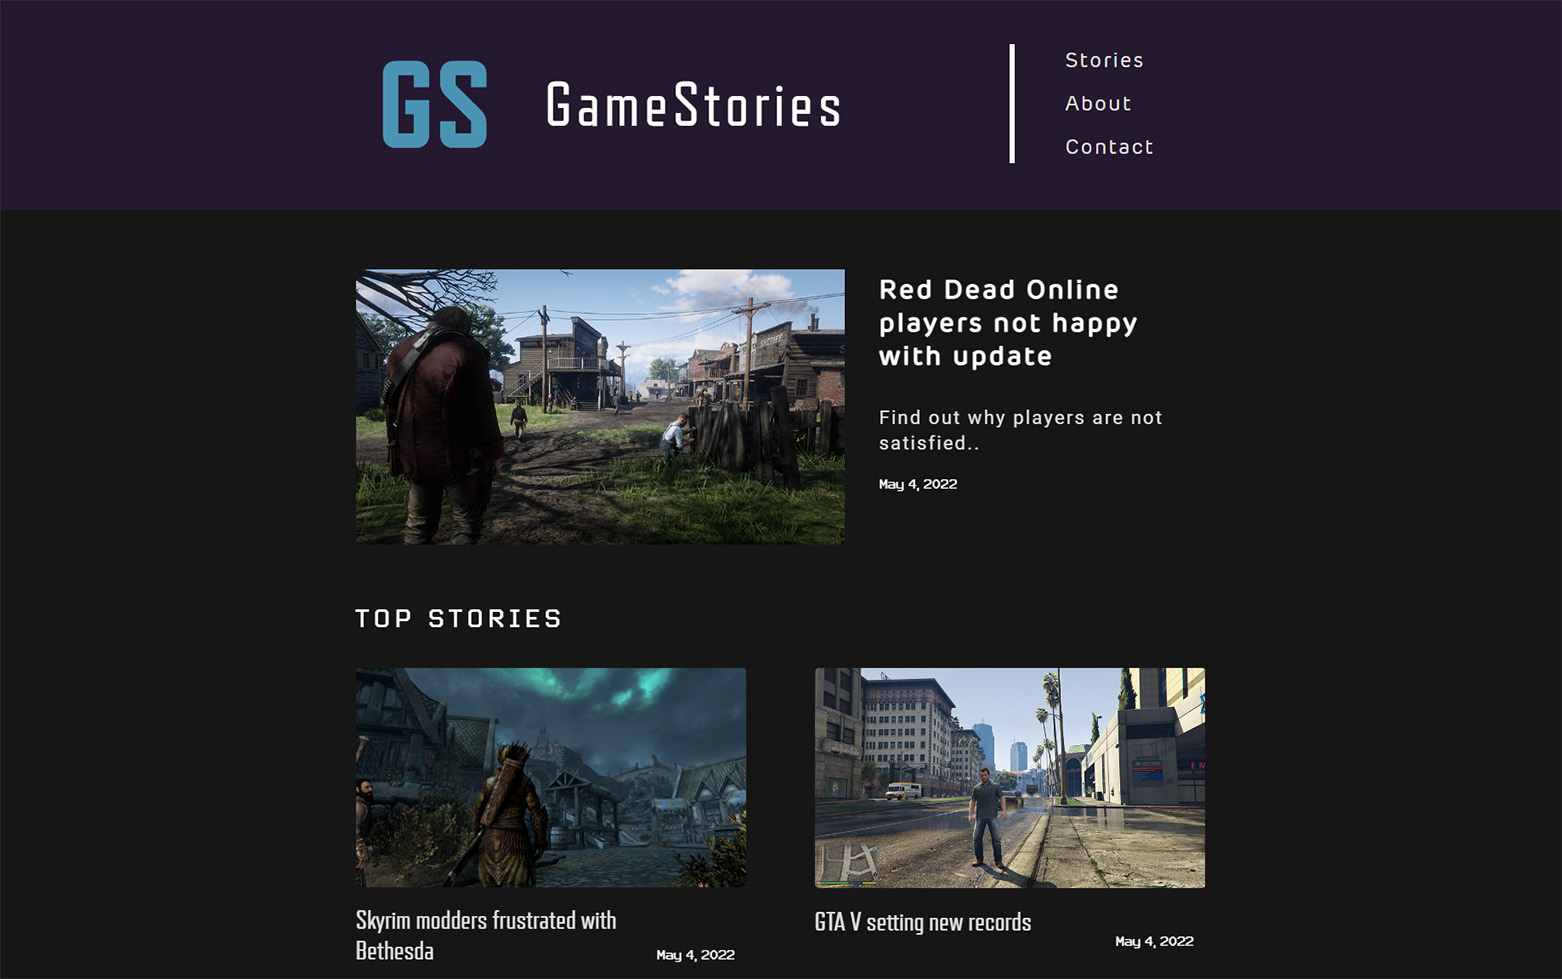 GS
GameStories
Stories
About
Contact
Red Dead Online
players not happy
with update
Find out why players are not
satisfied..
May 4, 2022
TOP STORIES
Skyrim modders frustrated with
Bethesda
May 4, 2022
GTA V setting new records
May 4, 2022